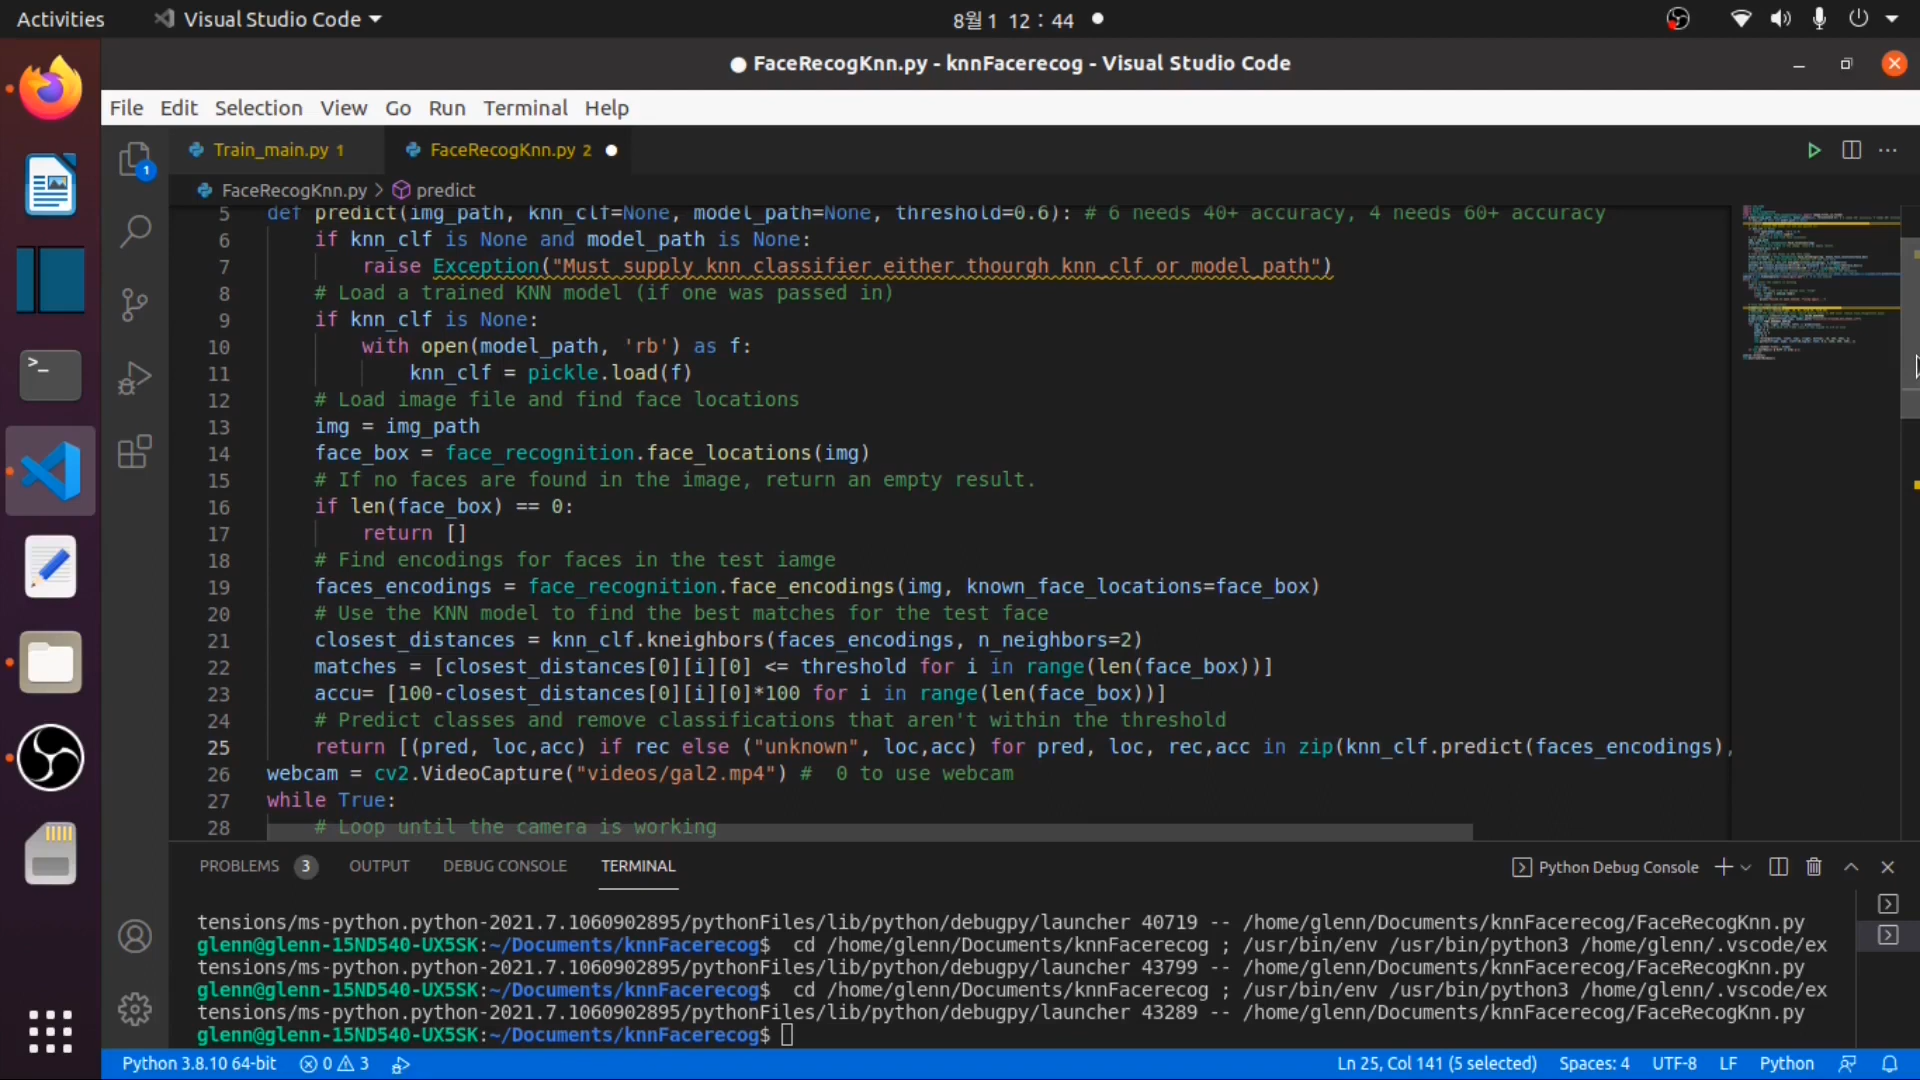 Activities
Visual Studio Code
8월 1 12：44
FaceRecogKnn.py - knnFacerecog - Visual Studio Code
File Edit Selection View Go Run Terminal Help
1
Train_main.py 1
FaceRecogKnn.py 2
FaceRecogKnn.py > predict
5 def predict(img_path, knn_clf=None, model_path=None, threshold=0.6): # 6 needs 40+ accuracy, 4 needs 60+ accuracy
6 if knn_clf is None and model_path is None:
7 raise Exception("Must supply knn classifier either thourgh knn_clf or model_path")
8 # Load a trained KNN model (if one was passed in)
9 if knn_clf is None:
10 with open(model_path, 'rb') as f:
11 knn_clf = pickle.load(f)
12 # Load image file and find face locations
13 img = img_path
14 face_box = face_recognition.face_locations(img)
15 # If no faces are found in the image, return an empty result.
16 if len(face_box) == 0:
17 return []
18 # Find encodings for faces in the test iamge
19 faces_encodings = face_recognition.face_encodings(img, known_face_locations=face_box)
20 # Use the KNN model to find the best matches for the test face
21 closest_distances = knn_clf.kneighbors(faces_encodings, n_neighbors=2)
22 matches = [closest_distances[0][i][0] <= threshold for i in range(len(face_box))]
23 accu= [100-closest_distances[0][i][0]*100 for i in range(len(face_box))]
24 # Predict classes and remove classifications that aren't within the threshold
25 return [(pred, loc,acc) if rec else ("unknown", loc,acc) for pred, loc, rec,acc in zip(knn_clf.predict(faces_encodings),
26 webcam = cv2.VideoCapture("videos/gal2.mp4") #  0 to use webcam
27 while True:
28 # Loop until the camera is working
PROBLEMS 3 OUTPUT DEBUG CONSOLE TERMINAL
Python Debug Console
tensions/ms-python.python-2021.7.1060902895/pythonFiles/lib/python/debugpy/launcher 40719 -- /home/glenn/Documents/knnFacerecog/FaceRecogKnn.py
glenn@glenn-15ND540-UX5SK:~/Documents/knnFacerecog$  cd /home/glenn/Documents/knnFacerecog ; /usr/bin/env /usr/bin/python3 /home/glenn/.vscode/ex
tensions/ms-python.python-2021.7.1060902895/pythonFiles/lib/python/debugpy/launcher 43799 -- /home/glenn/Documents/knnFacerecog/FaceRecogKnn.py
glenn@glenn-15ND540-UX5SK:~/Documents/knnFacerecog$  cd /home/glenn/Documents/knnFacerecog ; /usr/bin/env /usr/bin/python3 /home/glenn/.vscode/ex
tensions/ms-python.python-2021.7.1060902895/pythonFiles/lib/python/debugpy/launcher 43289 -- /home/glenn/Documents/knnFacerecog/FaceRecogKnn.py
glenn@glenn-15ND540-UX5SK:~/Documents/knnFacerecog$
Python 3.8.10 64-bit 0 3
Ln 25, Col 141 (5 selected) Spaces: 4 UTF-8 LF Python